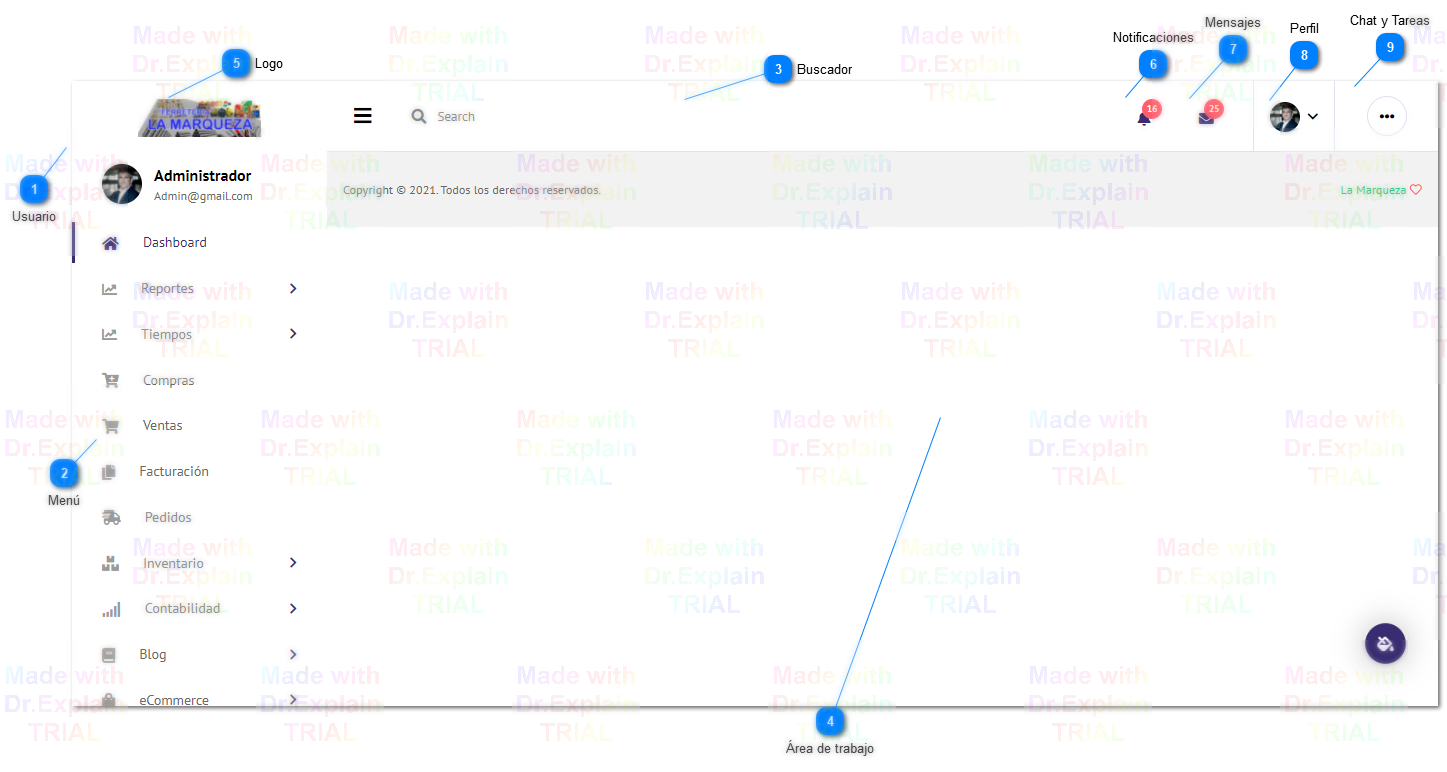 Mensajes
Chat y Tareas
Notificaciones
Perfil
5 Logo
3 Buscador
6
7
8
9
FERRETERIA
LA MARQUEZA
Search
16
25
1
Usuario
Administrador
Admin@gmail.com
Copyright © 2021. Todos los derechos reservados.
La Marqueza
Dashboard
Reportes
Tiempos
Compras
Ventas
2
Menú
Facturación
Pedidos
Inventario
Contabilidad
Blog
eCommerce
4
Área de trabajo
Made with
Dr.Explain
TRIAL